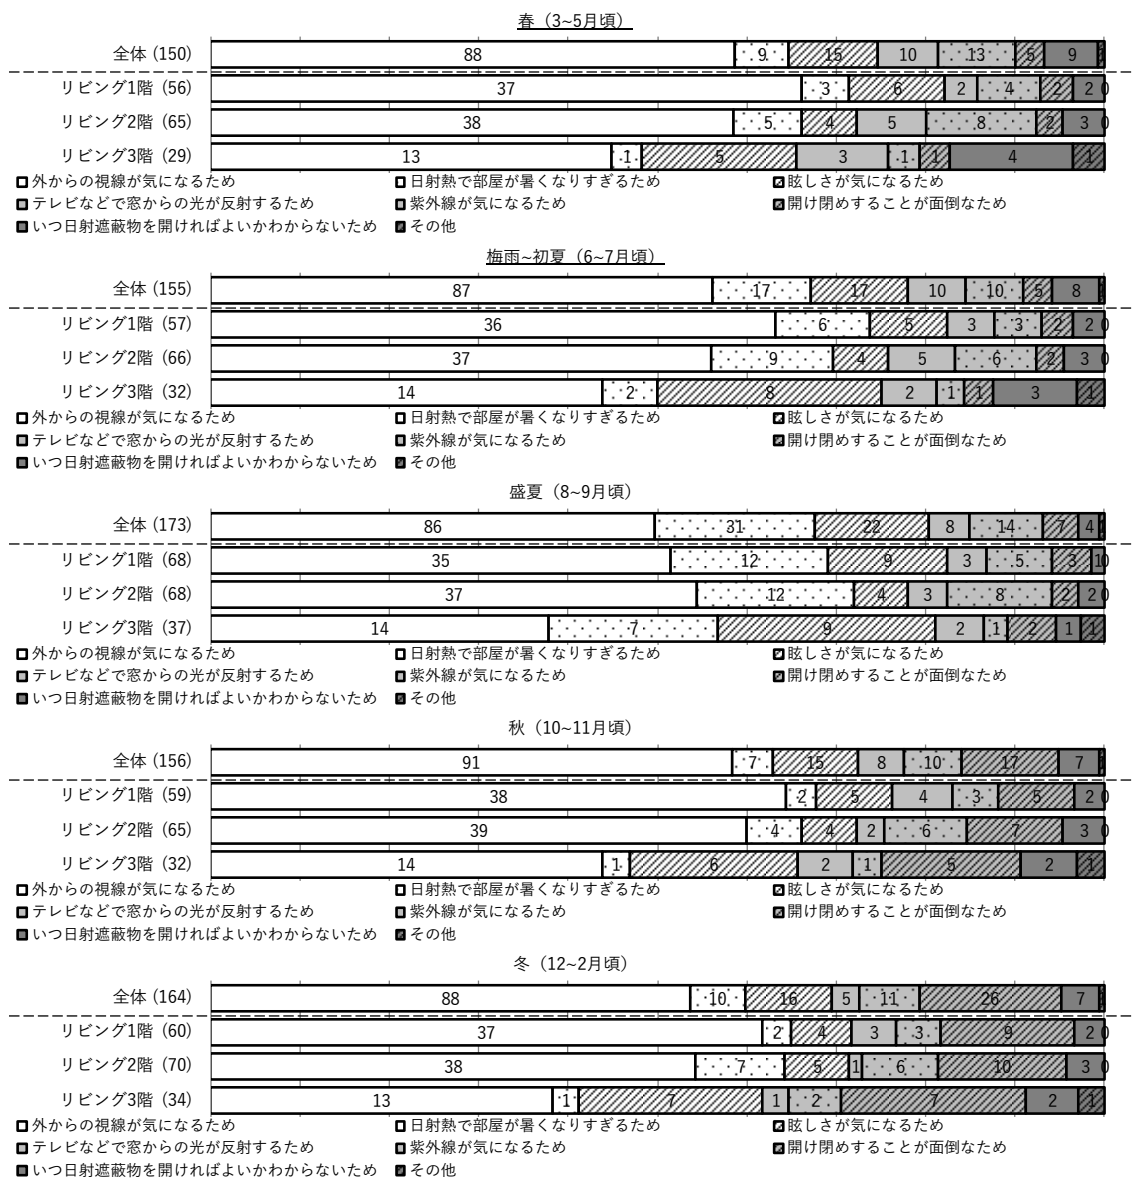 春（3~5月頃）
全体 (150) 88 9 15 10 13 5 9
リビング1階 (56) 37 3 6 2 4 2 2 0
リビング2階 (65) 38 5 4 5 8 2 3 0
リビング3階 (29) 13 1 5 3 1 1 4 1
外からの視線が気になるため 日射熱で部屋が暑くなりすぎるため 眩しさが気になるため
テレビなどで窓からの光が反射するため 紫外線が気になるため 開け閉めすることが面倒なため
いつ日射遮蔽物を開ければよいかわからないため その他
梅雨~初夏（6~7月頃）
全体 (155) 87 17 17 10 10 5 8
リビング1階 (57) 36 6 5 3 3 2 2 0
リビング2階 (66) 37 9 4 5 6 2 3 0
リビング3階 (32) 14 2 8 2 1 1 3 1
外からの視線が気になるため 日射熱で部屋が暑くなりすぎるため 眩しさが気になるため
テレビなどで窓からの光が反射するため 紫外線が気になるため 開け閉めすることが面倒なため
いつ日射遮蔽物を開ければよいかわからないため その他
盛夏（8~9月頃）
全体 (173) 86 31 22 8 14 7 4
リビング1階 (68) 35 12 9 3 5 3 1 0
リビング2階 (68) 37 12 4 3 8 2 2 0
リビング3階 (37) 14 7 9 2 1 2 1 1
外からの視線が気になるため 日射熱で部屋が暑くなりすぎるため 眩しさが気になるため
テレビなどで窓からの光が反射するため 紫外線が気になるため 開け閉めすることが面倒なため
いつ日射遮蔽物を開ければよいかわからないため その他
秋（10~11月頃）
全体 (156) 91 7 15 8 10 17 7
リビング1階 (59) 38 2 5 4 3 5 2 0
リビング2階 (65) 39 4 4 2 6 7 3 0
リビング3階 (32) 14 1 6 2 1 5 2 1
外からの視線が気になるため 日射熱で部屋が暑くなりすぎるため 眩しさが気になるため
テレビなどで窓からの光が反射するため 紫外線が気になるため 開け閉めすることが面倒なため
いつ日射遮蔽物を開ければよいかわからないため その他
冬（12~2月頃）
全体 (164) 88 10 16 5 11 26 7
リビング1階 (60) 37 2 4 3 3 9 2 0
リビング2階 (70) 38 7 5 1 6 10 3 0
リビング3階 (34) 13 1 7 1 2 7 2 1
外からの視線が気になるため 日射熱で部屋が暑くなりすぎるため 眩しさが気になるため
テレビなどで窓からの光が反射するため 紫外線が気になるため 開け閉めすることが面倒なため
いつ日射遮蔽物を開ければよいかわからないため その他